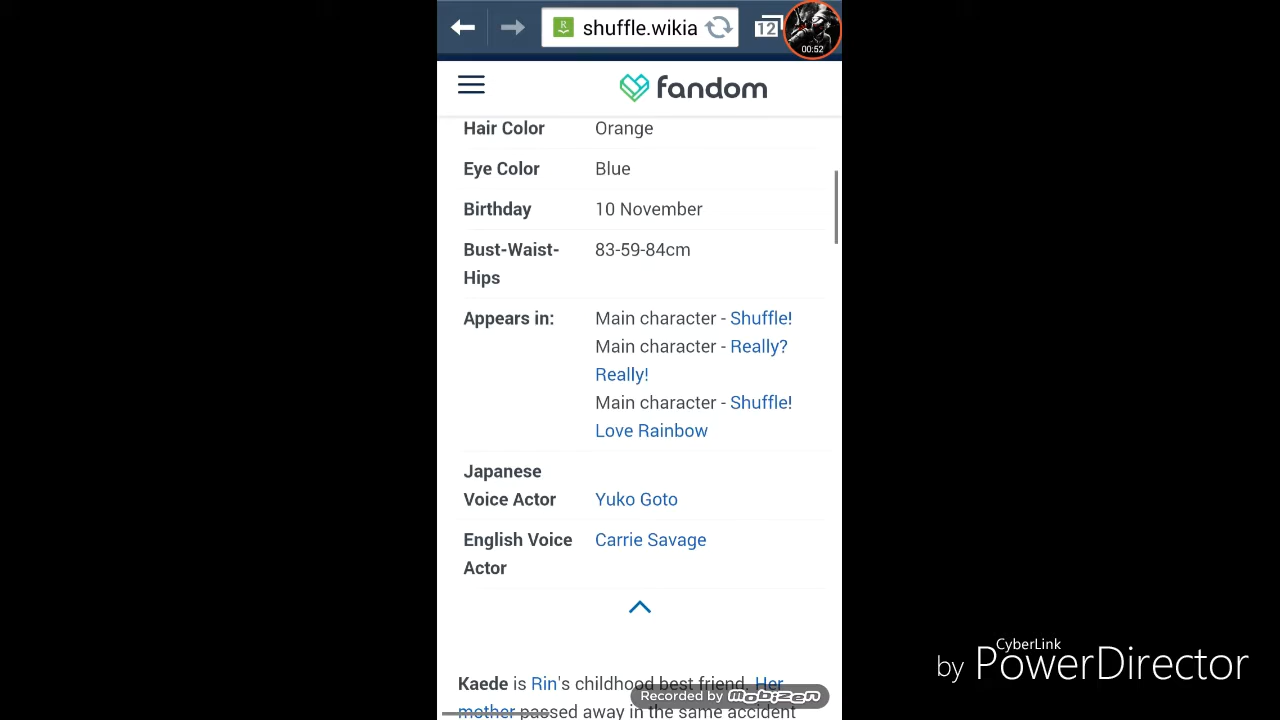 shuffle.wikia
12
00:52
fandom
Hair Color Orange
Eye Color Blue
Birthday 10 November
Bust-Waist- 83-59-84cm
Hips
Appears in: Main character - Shuffle!
Main character - Really?
Really!
Main character - Shuffle!
Love Rainbow
Japanese
Voice Actor Yuko Goto
English Voice Carrie Savage
Actor
Kaede is Rin's childhood best friend. Her
mother passed away in the same accident
Recorded by mobizen
CyberLink
by PowerDirector